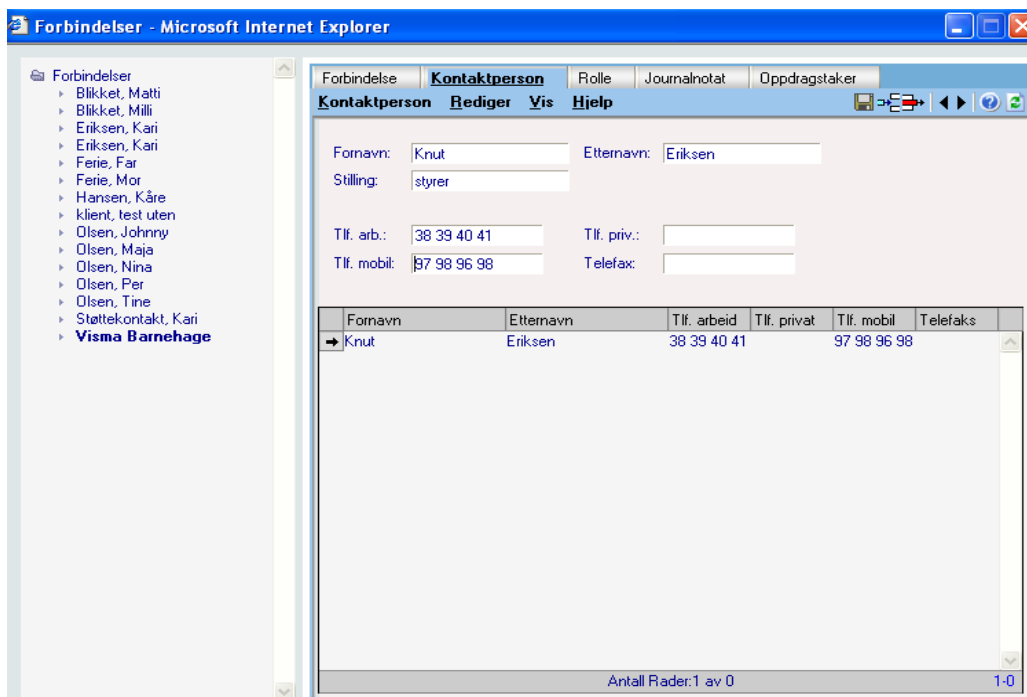 Forbindelser - Microsoft Internet Explorer
Forbindelser
Blikket, Matti
Blikket, Milli
Eriksen, Kari
Eriksen, Kari
Ferie, Far
Ferie, Mor
Hansen, Kåre
klient, test uten
Olsen, Johnny
Olsen, Maja
Olsen, Nina
Olsen, Per
Olsen, Tine
Støttekontakt, Kari
Visma Barnehage
Forbindelse Kontaktperson Rolle Journalnotat Oppdragstaker
Kontaktperson Rediger Vis Hjelp
Fornavn: Knut Etternavn: Eriksen
Stilling: styrer
Tlf. arb.: 38 39 40 41 Tlf. priv.:
Tlf. mobil: 97 98 96 98 Telefax:
Fornavn Etternavn Tlf. arbeid Tlf. privat Tlf. mobil Telefaks
Knut Eriksen 38 39 40 41 97 98 96 98
Antall Rader:1 av 0 1-0